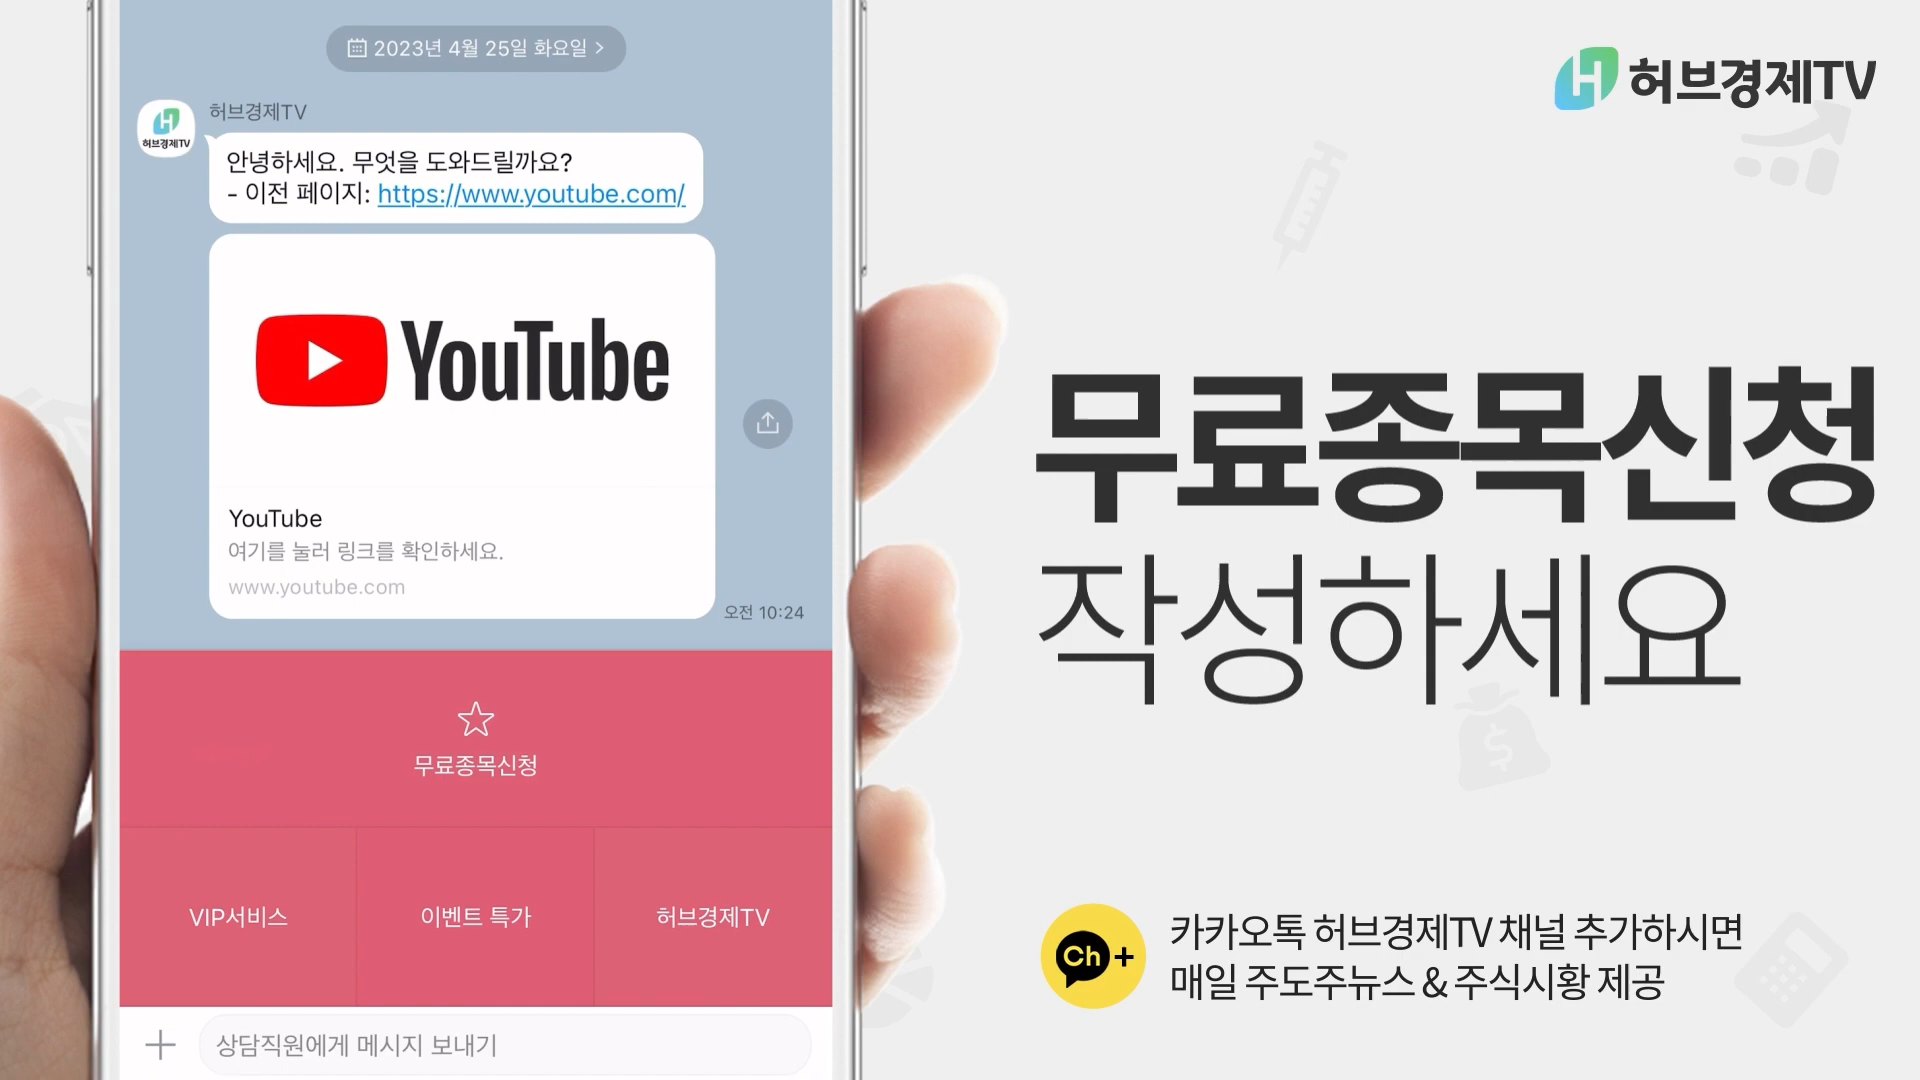 2023년 4월 25일 화요일 >
허브경제TV
허브경제TV
안녕하세요. 무엇을 도와드릴까요?
- 이전 페이지: https://www.youtube.com/
YouTube
YouTube
여기를 눌러 링크를 확인하세요.
www.youtube.com
오전 10:24
무료종목신청
VIP서비스
이벤트 특가
허브경제TV
상담직원에게 메시지 보내기
허브경제TV
무료종목신청
작성하세요
Ch+
카카오톡 허브경제TV 채널 추가하시면
매일 주도주뉴스 & 주식시황 제공